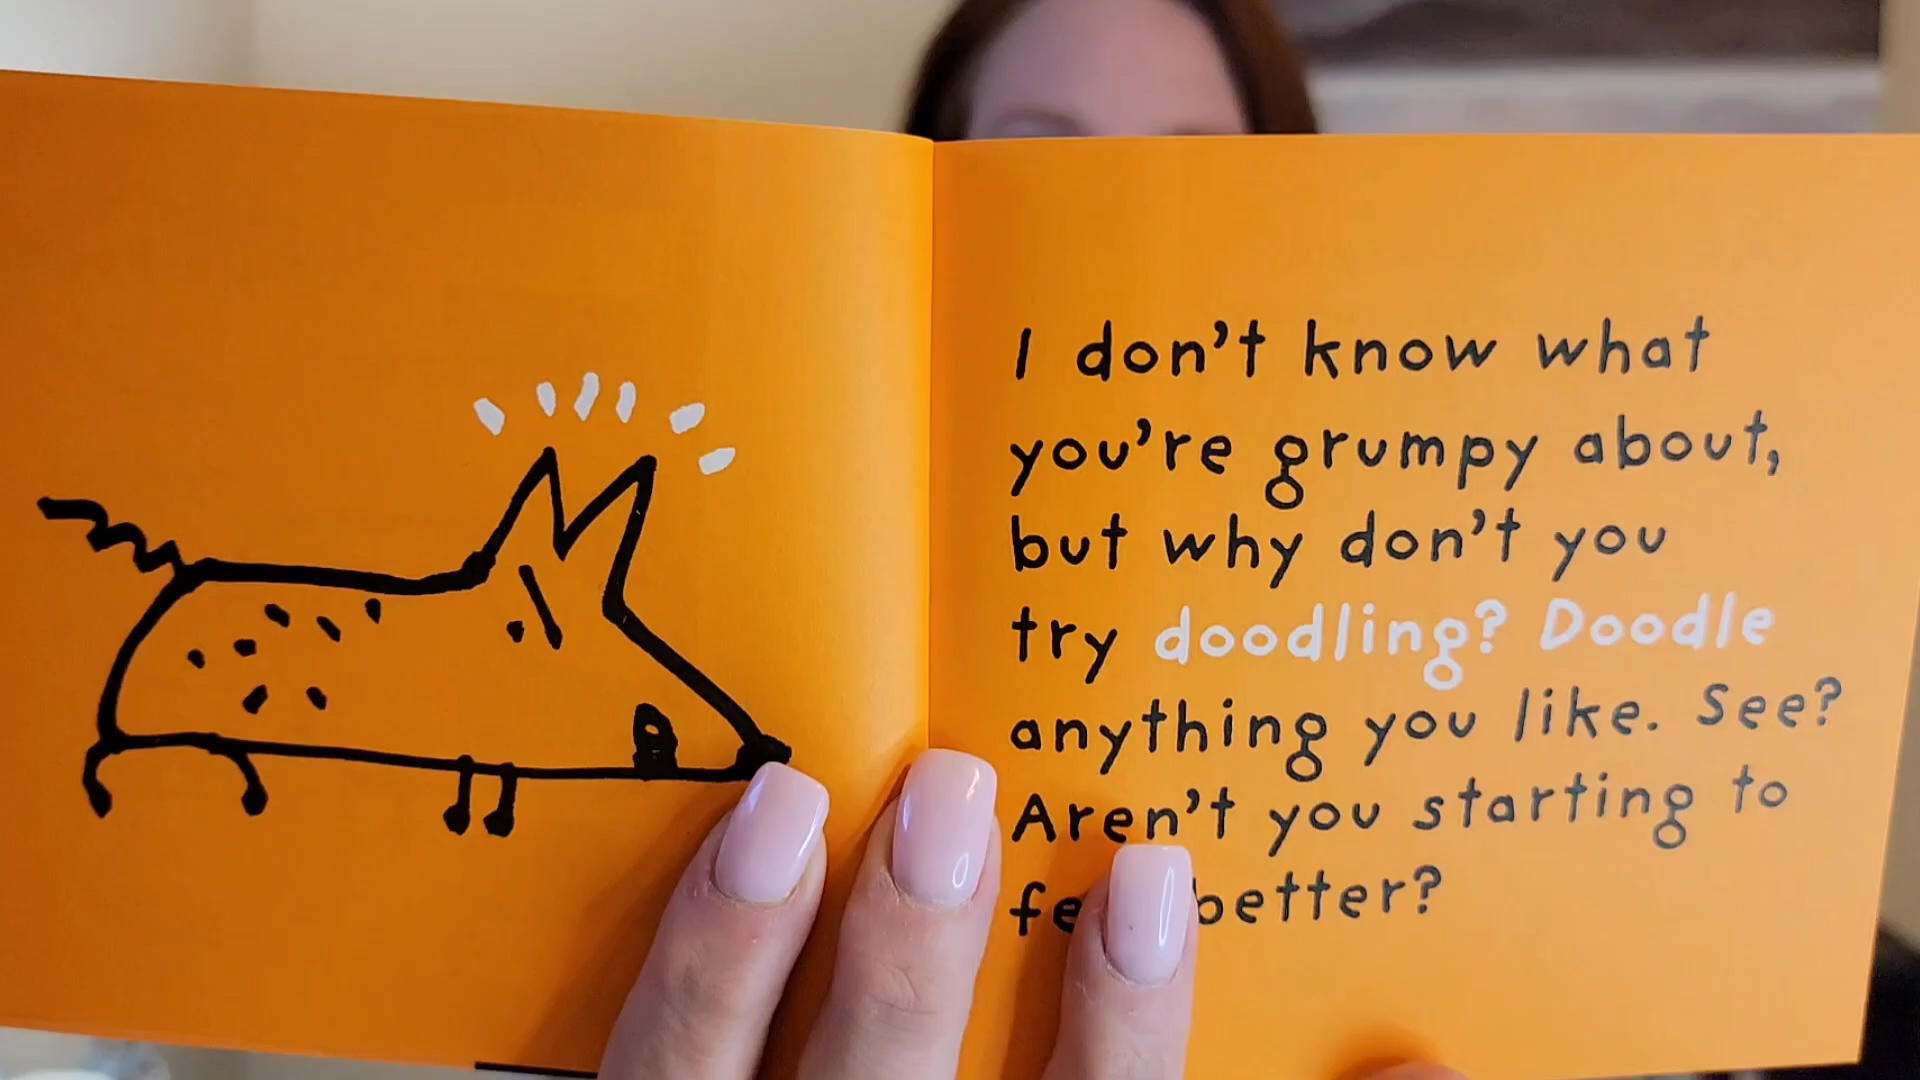 I don't know what
you're grumpy about,
but why don't you
try doodling? Doodle
anything you like. See?
Aren't you starting to
better?